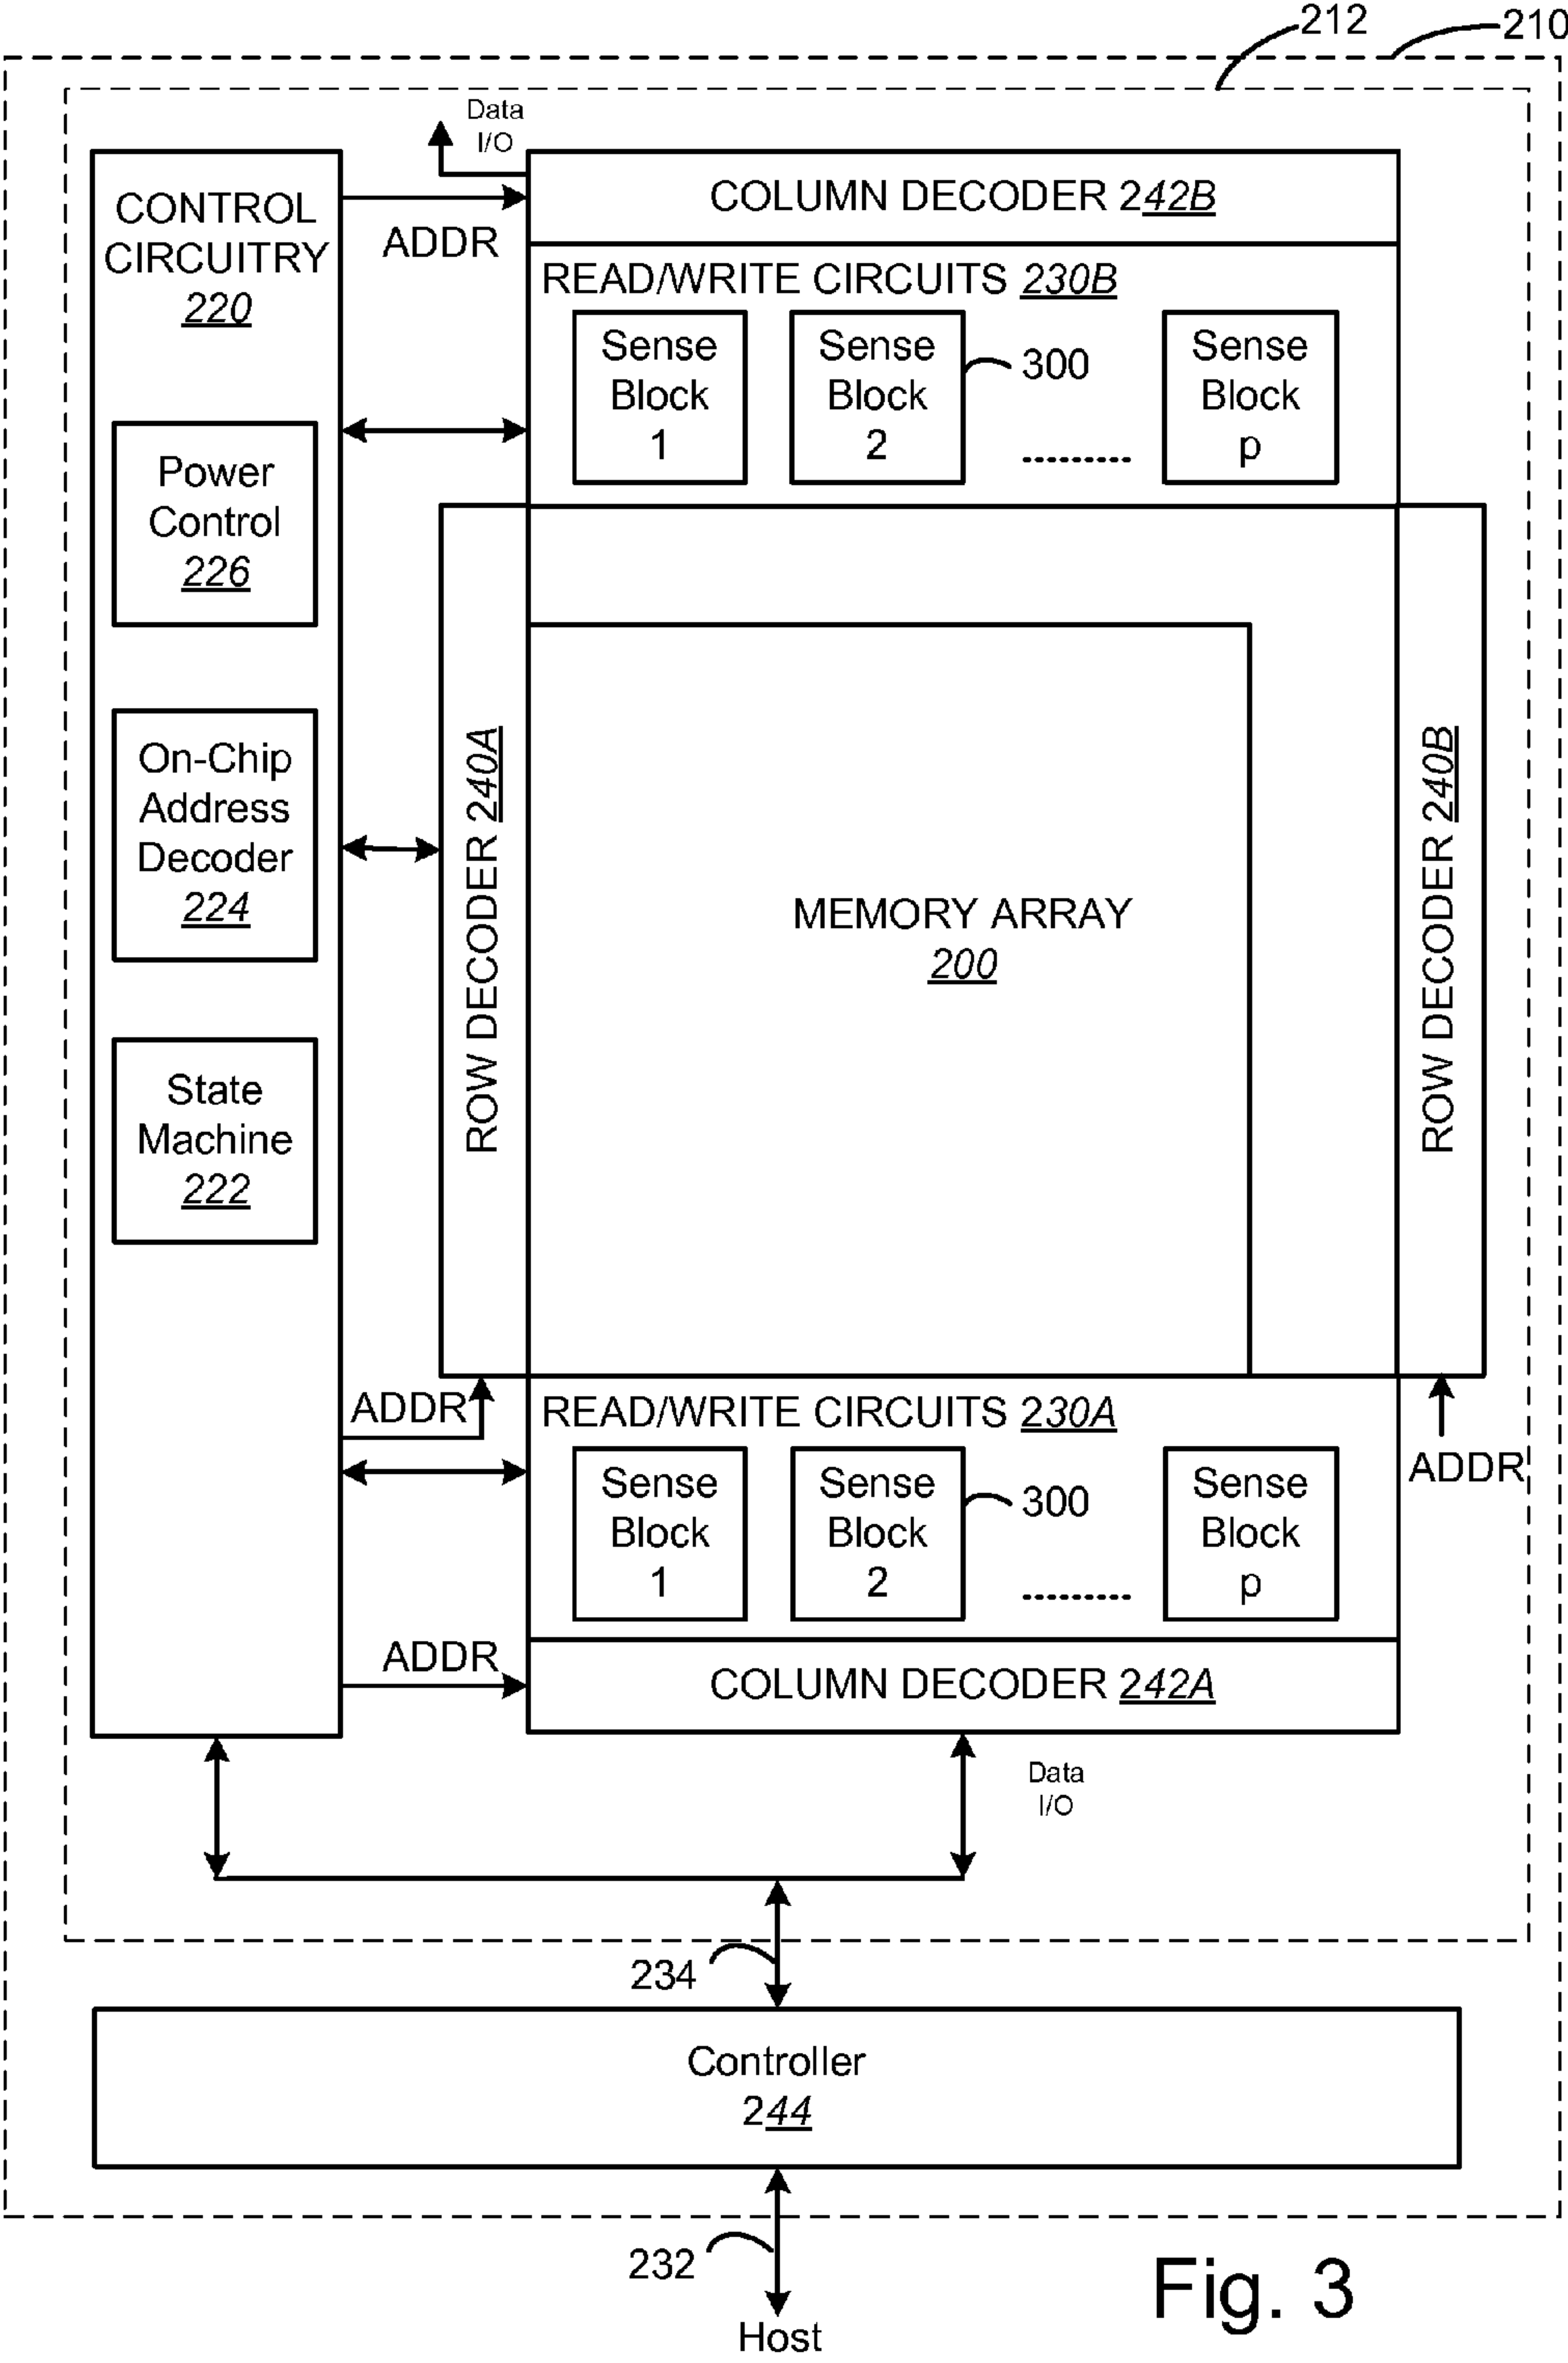 212
210
Data
I/O
CONTROL
CIRCUITRY
220
ADDR
COLUMN DECODER 242B
READ/WRITE CIRCUITS 230B
Sense
Block
1
Sense
Block
2
300
.........
Sense
Block
p
Power
Control
226
On-Chip
Address
Decoder
224
State
Machine
222
ROW DECODER 240A
MEMORY ARRAY
200
ROW DECODER 240B
ADDR
READ/WRITE CIRCUITS 230A
ADDR
Sense
Block
1
Sense
Block
2
300
.........
Sense
Block
p
ADDR
COLUMN DECODER 242A
Data
I/O
234
Controller
244
232
Host
Fig. 3